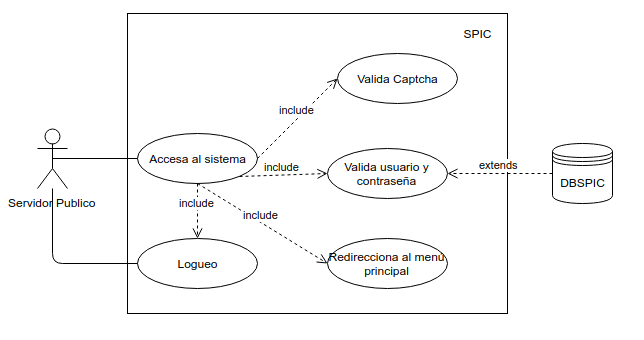 SPIC
Valida Captcha
include
Accesa al sistema
include
Valida usuario y
contraseña
extends
DBSPIC
Servidor Publico
include
include
Logueo
Redirecciona al menú
principal